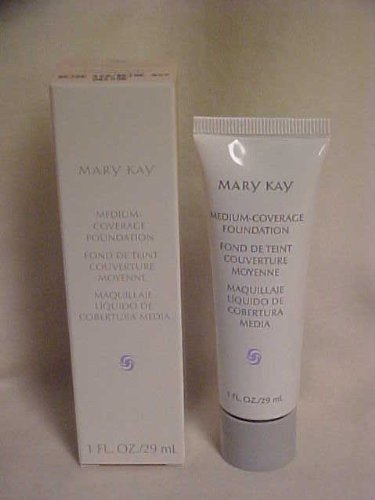 MARY KAY
MEDIUM-
COVERAGE
FOUNDATION
FOND DE TEINT
COUVERTURE
MOYENNE
MAQUILLAJE
LÍQUIDO DE
COBERTURA MEDIA
1 FL. OZ./29 mL
MARY KAY
MEDIUM-COVERAGE
FOUNDATION
FOND DE TEINT
COUVERTURE
MOYENNE
MAQUILLAJE
LÍQUIDO DE
COBERTURA
MEDIA
1 FL. OZ./29 mL